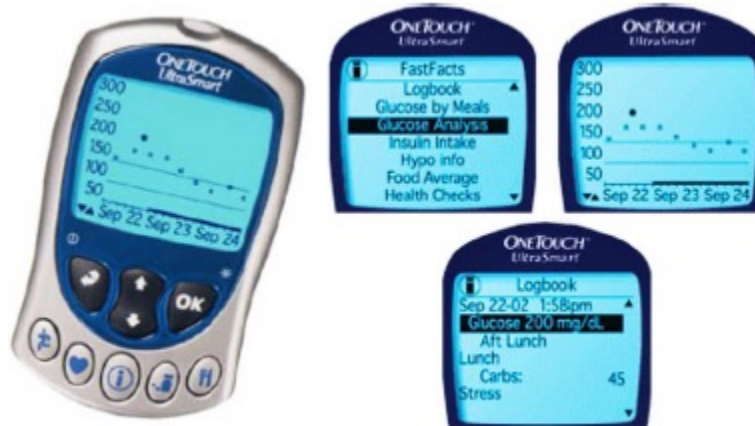 ONETOUCH
UltraSmart
300
250
200
150
100
50
Sep 22 Sep 23 Sep 24
OK
ONETOUCH
UltraSmart
FastFacts
Logbook
Glucose by Meals
Glucose Analysis
Insulin Intake
Hypo info
Food Average
Health Checks
ONETOUCH
UltraSmart
300
250
200
150
100
50
Sep 22 Sep 23 Sep 24
ONETOUCH
UltraSmart
Logbook
Sep 22-02 1:58pm
Glucose 200 mg/dL
Aft Lunch
Lunch
Carbs: 45
Stress